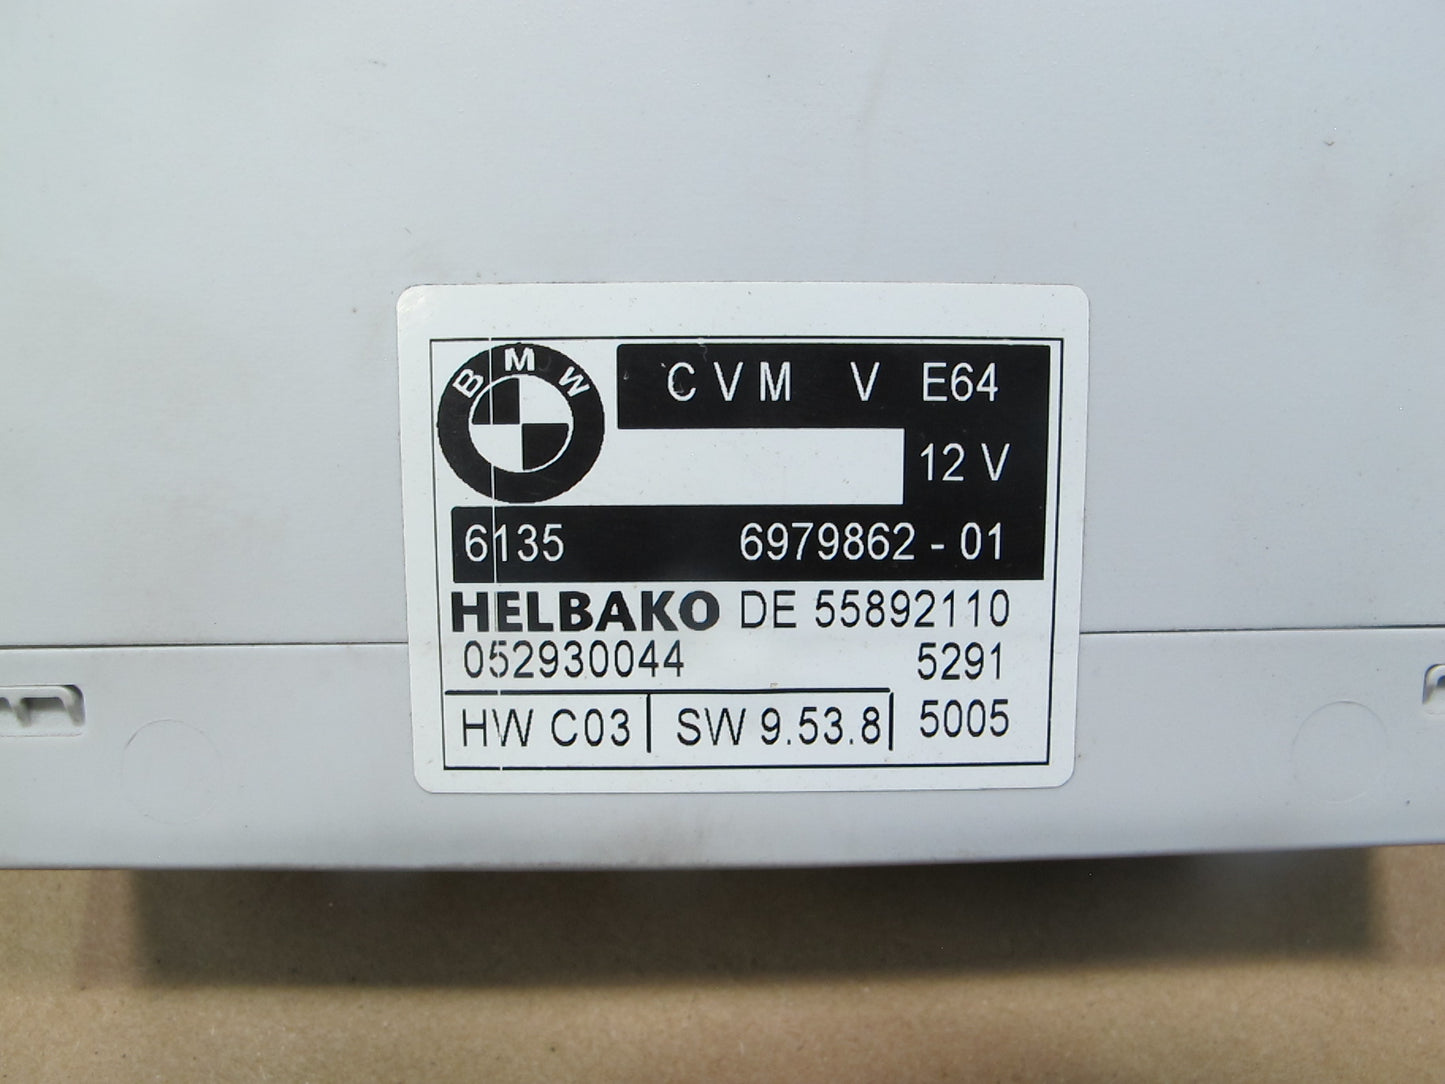 BMW
CVM V E64
12 V
6135 6979862 - 01
HELBAKO DE 55892110
052930044 5291
HW C03 SW 9.53.8 5005